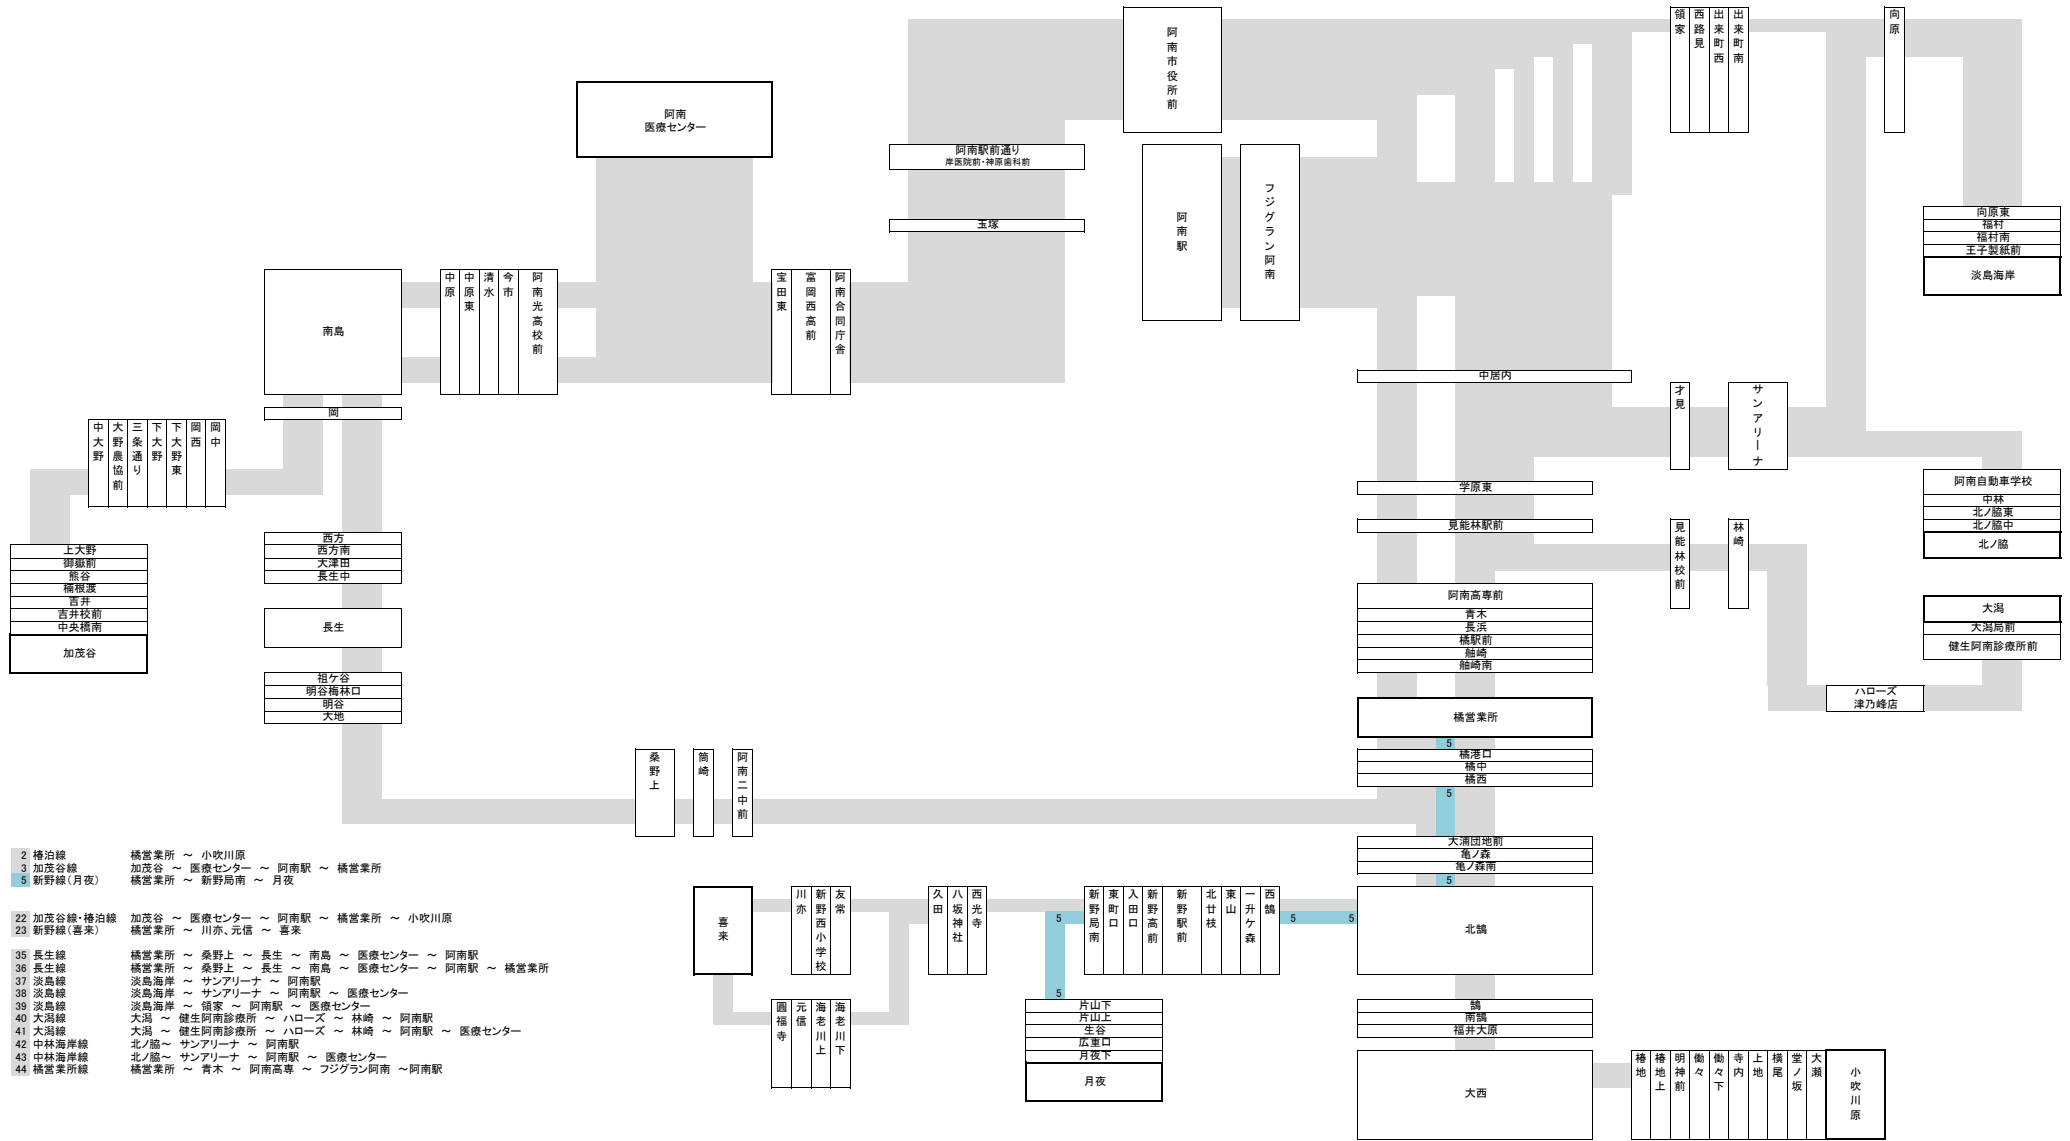 阿南市役所前
領家
西路見
出来町西
出来町南
向原
阿南
医療センター
阿南駅前通り
岸医院前・神原歯科前
玉塚
阿南駅
フジグラン阿南
向原東
福村
福村南
王子製紙前
淡島海岸
南島
中原
中原東
清水
今市
阿南光高校前
宝田東
富岡西高前
阿南合同庁舎
中居内
才見
サンアリーナ
岡
中大野
大野農協前
三条通り
下大野
下大野東
岡西
岡中
学原東
見能林駅前
阿南自動車学校
中林
北ノ脇東
北ノ脇中
北ノ脇
見能林校前
林崎
西方
西方南
大津田
長生中
上大野
御嶽前
熊谷
楠根渡
吉井
吉井校前
中央橋南
加茂谷
長生
阿南高専前
青木
長浜
橘駅前
舳崎
舳崎南
大潟
大潟局前
健生阿南診療所前
祖ケ谷
明谷梅林口
明谷
大地
ハローズ
津乃峰店
橘営業所
5
橘港口
橘中
橘西
5
桑野上
筒崎
阿南二中前
大浦団地前
亀ノ森
亀ノ森南
5
2 椿泊線 橘営業所 ～ 小吹川原
3 加茂谷線 加茂谷 ～ 医療センター ～ 阿南駅 ～ 橘営業所
5 新野線(月夜) 橘営業所 ～ 新野局南 ～ 月夜
22 加茂谷線・椿泊線 加茂谷 ～ 医療センター ～ 阿南駅 ～ 橘営業所 ～ 小吹川原
23 新野線(喜来) 橘営業所 ～ 川亦、元信 ～ 喜来
35 長生線 橘営業所 ～ 桑野上 ～ 長生 ～ 南島 ～ 医療センター ～ 阿南駅
36 長生線 橘営業所 ～ 桑野上 ～ 長生 ～ 南島 ～ 医療センター ～ 阿南駅 ～ 橘営業所
37 淡島線 淡島海岸 ～ サンアリーナ ～ 阿南駅
38 淡島線 淡島海岸 ～ サンアリーナ ～ 阿南駅 ～ 医療センター
39 淡島線 淡島海岸 ～ 領家 ～ 阿南駅 ～ 医療センター
40 大潟線 大潟 ～ 健生阿南診療所 ～ ハローズ ～ 林崎 ～ 阿南駅
41 大潟線 大潟 ～ 健生阿南診療所 ～ ハローズ ～ 林崎 ～ 阿南駅 ～ 医療センター
42 中林海岸線 北ノ脇～ サンアリーナ ～ 阿南駅
43 中林海岸線 北ノ脇～ サンアリーナ ～ 阿南駅 ～ 医療センター
44 橘営業所線 橘営業所 ～ 青木 ～ 阿南高専 ～ フジグラン阿南 ～阿南駅
喜来
川亦
新野西小学校
友常
久田
八坂神社
西光寺
5
新野局南
東町口
入田口
新野高前
新野駅前
北廿枝
東山
一升ケ森
西鵠
5
5
北鵠
圓福寺
元信
海老川上
海老川下
5
片山下
片山上
生谷
広重口
月夜下
月夜
鵠
南鵠
福井大原
大西
椿地
椿地上
明神前
働々
働々下
寺内
上地
横尾
堂ノ坂
大瀬
小吹川原